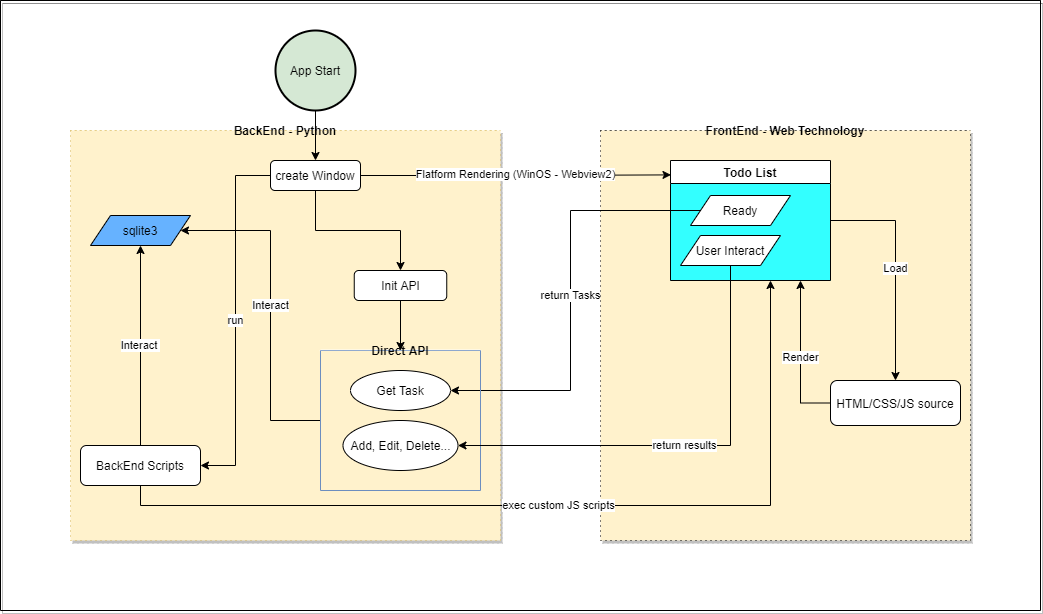 App Start
BackEnd - Python
FrontEnd - Web Technology
create Window
Flatform Rendering (WinOS - Webview2)
Todo List
Ready
sqlite3
User Interact
Load
Init API
return Tasks
Interact
run
Interact
Direct API
Render
Get Task
HTML/CSS/JS source
Add, Edit, Delete...
return results
BackEnd Scripts
exec custom JS scripts